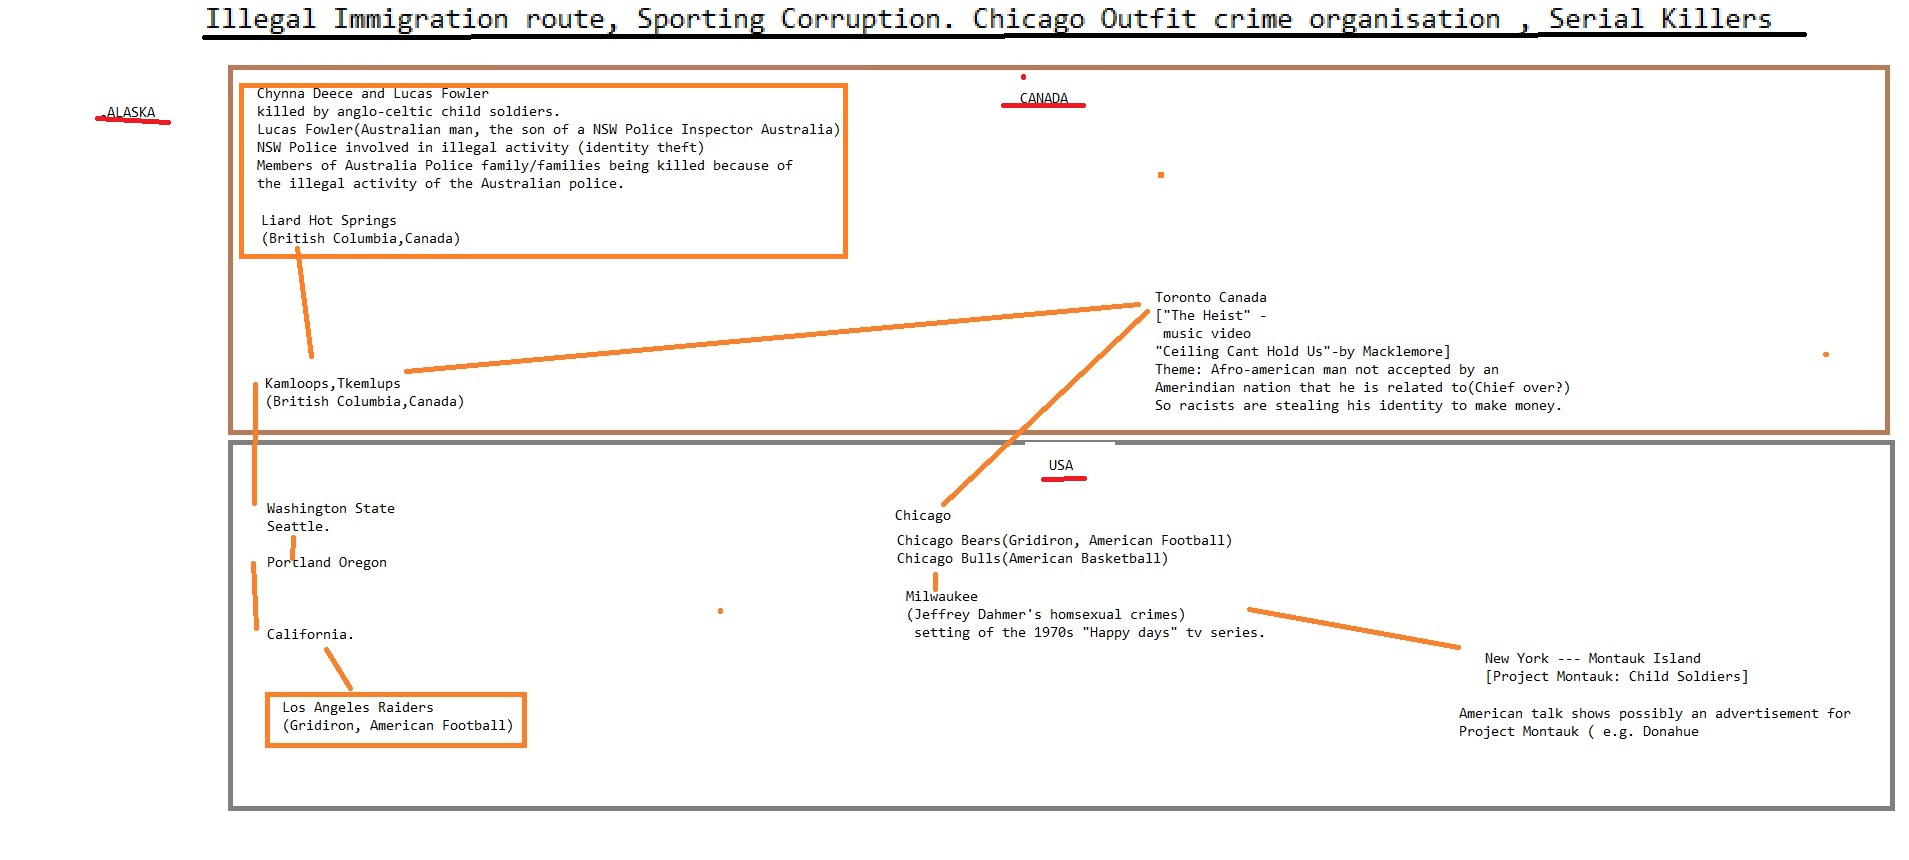 Illegal Immigration route, Sporting Corruption. Chicago Outfit crime organisation , Serial Killers
.ALASKA
CANADA
Chynna Deece and Lucas Fowler
killed by anglo-celtic child soldiers.
Lucas Fowler(Australian man, the son of a NSW Police Inspector Australia)
NSW Police involved in illegal activity (identity theft)
Members of Australia Police family/families being killed because of
the illegal activity of the Australian police.
Liard Hot Springs
(British Columbia,Canada)
Toronto Canada
["The Heist" -
music video
"Ceiling Cant Hold Us"-by Macklemore]
Theme: Afro-american man not accepted by an
Amerindian nation that he is related to(Chief over?)
So racists are stealing his identity to make money.
Kamloops,Tkemlups
(British Columbia,Canada)
USA
Washington State
Seattle.
Portland Oregon
California.
Los Angeles Raiders
(Gridiron, American Football)
Chicago
Chicago Bears(Gridiron, American Football)
Chicago Bulls(American Basketball)
Milwaukee
(Jeffrey Dahmer's homsexual crimes)
setting of the 1970s "Happy days" tv series.
New York --- Montauk Island
[Project Montauk: Child Soldiers]
American talk shows possibly an advertisement for
Project Montauk ( e.g. Donahue